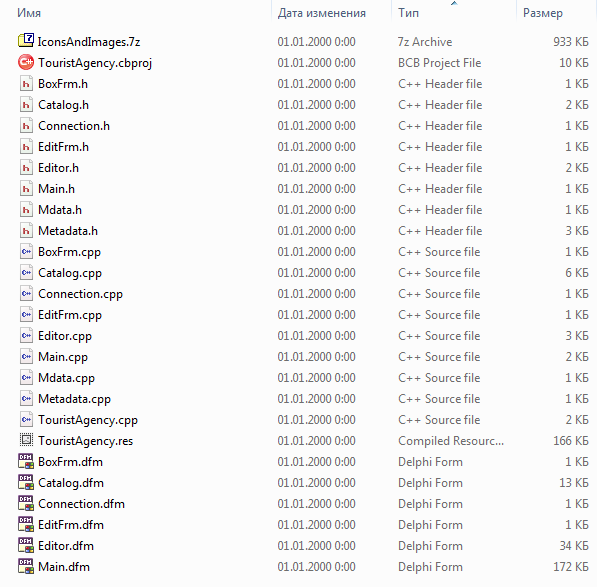 Имя Дата изменения Тип Размер
IconsAndImages.7z 01.01.2000 0:00 7z Archive 933 КБ
TouristAgency.cbproj 01.01.2000 0:00 BCB Project File 10 КБ
BoxFrm.h 01.01.2000 0:00 C++ Header file 1 КБ
Catalog.h 01.01.2000 0:00 C++ Header file 2 КБ
Connection.h 01.01.2000 0:00 C++ Header file 1 КБ
EditFrm.h 01.01.2000 0:00 C++ Header file 1 КБ
Editor.h 01.01.2000 0:00 C++ Header file 2 КБ
Main.h 01.01.2000 0:00 C++ Header file 1 КБ
Mdata.h 01.01.2000 0:00 C++ Header file 1 КБ
Metadata.h 01.01.2000 0:00 C++ Header file 3 КБ
BoxFrm.cpp 01.01.2000 0:00 C++ Source file 1 КБ
Catalog.cpp 01.01.2000 0:00 C++ Source file 6 КБ
Connection.cpp 01.01.2000 0:00 C++ Source file 1 КБ
EditFrm.cpp 01.01.2000 0:00 C++ Source file 1 КБ
Editor.cpp 01.01.2000 0:00 C++ Source file 3 КБ
Main.cpp 01.01.2000 0:00 C++ Source file 2 КБ
Mdata.cpp 01.01.2000 0:00 C++ Source file 1 КБ
Metadata.cpp 01.01.2000 0:00 C++ Source file 1 КБ
TouristAgency.cpp 01.01.2000 0:00 C++ Source file 2 КБ
TouristAgency.res 01.01.2000 0:00 Compiled Resourc... 166 КБ
BoxFrm.dfm 01.01.2000 0:00 Delphi Form 1 КБ
Catalog.dfm 01.01.2000 0:00 Delphi Form 13 КБ
Connection.dfm 01.01.2000 0:00 Delphi Form 1 КБ
EditFrm.dfm 01.01.2000 0:00 Delphi Form 1 КБ
Editor.dfm 01.01.2000 0:00 Delphi Form 34 КБ
Main.dfm 01.01.2000 0:00 Delphi Form 172 КБ